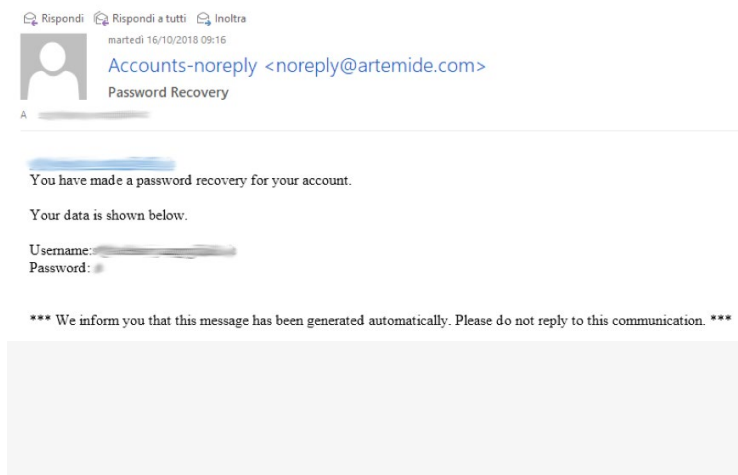 Rispondi Rispondi a tutti Inoltra
martedì 16/10/2018 09:16
Accounts-noreply <noreply@artemide.com>
Password Recovery
A
You have made a password recovery for your account.
Your data is shown below.
Username:
Password:
*** We inform you that this message has been generated automatically. Please do not reply to this communication. ***